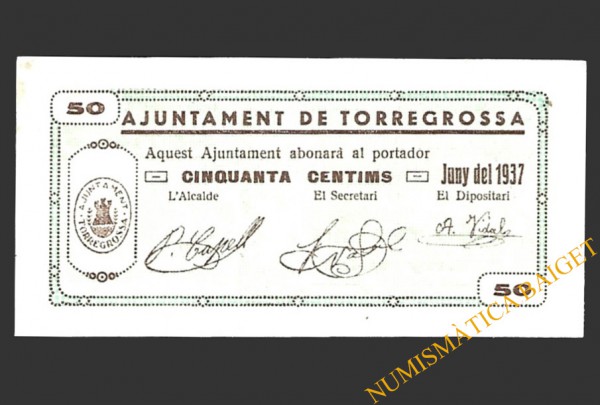 50
AJUNTAMENT DE TORREGROSSA
Aquest Ajuntament abonarà al portador
CINQUANTA CENTIMS
Juny del 1937
L'Alcalde El Secretari El Dipositari
P. Capell
A. Vidal
AJUNTAMENT
TORREGROSSA
50
NUMISMÀTICA BAIGET